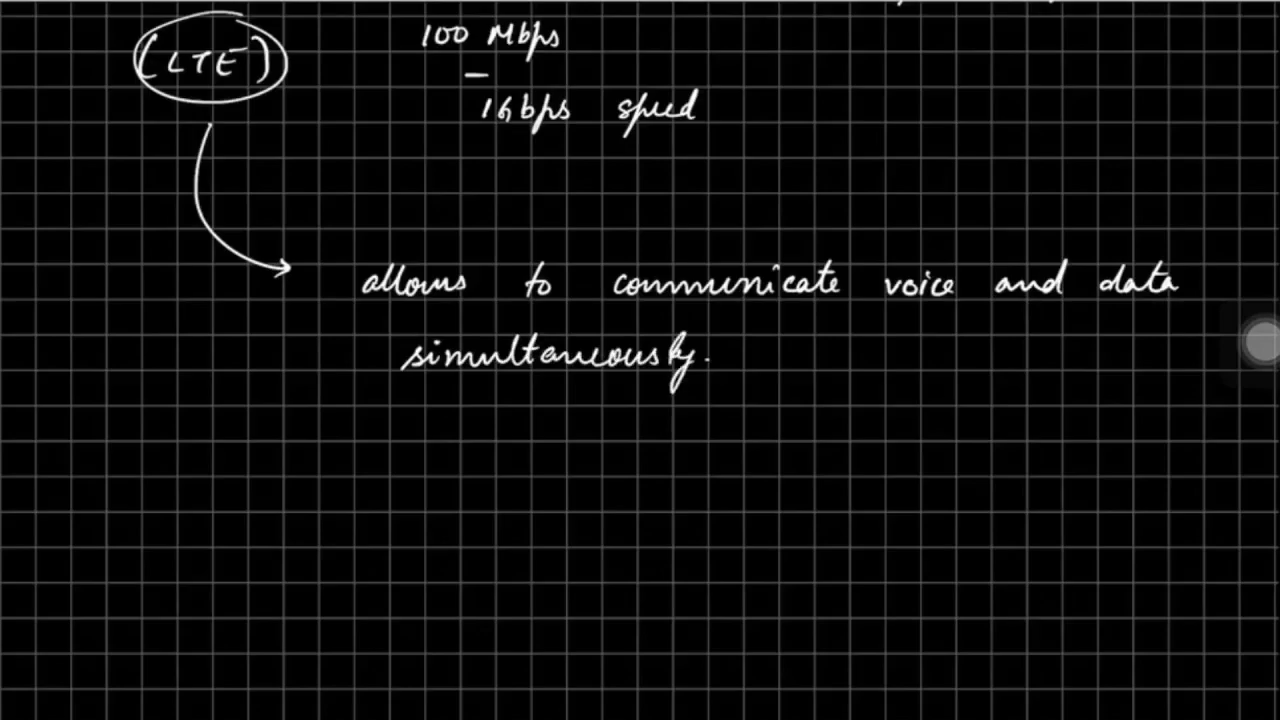 (LTE)
100 Mbps
–
1Gbps speed
allows to communicate voice and data
simultaneously.